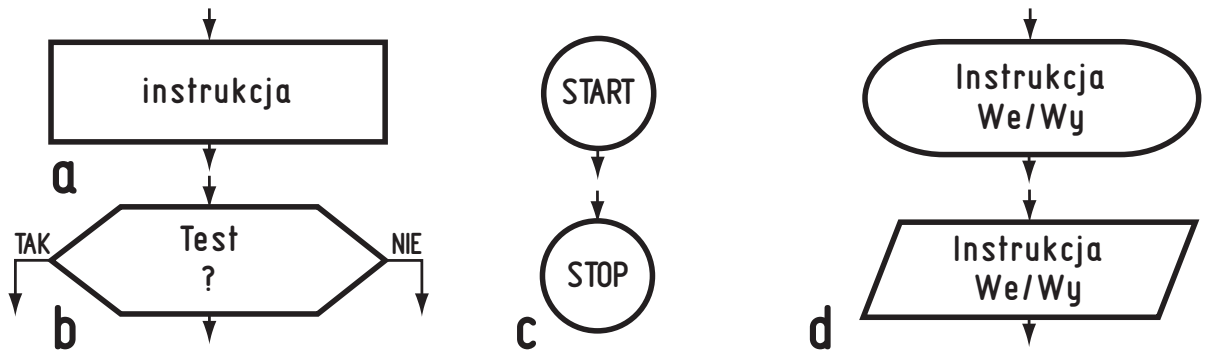 instrukcja
a
TAK
Test
?
NIE
b
START
STOP
c
Instrukcja
We/Wy
Instrukcja
We/Wy
d